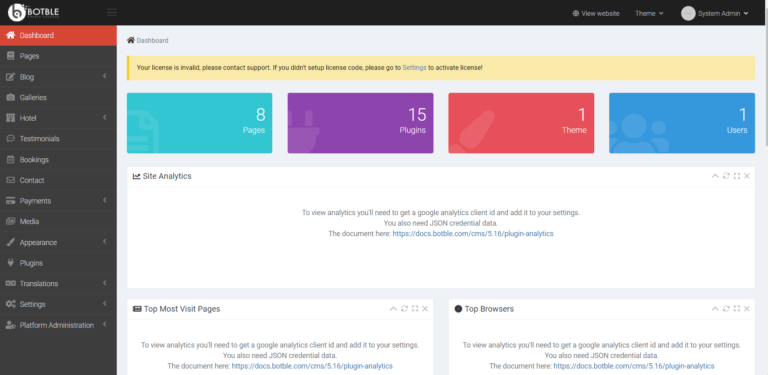 BOTBLE
View website
Theme
System Admin
Dashboard
Pages
Blog
Galleries
Hotel
Testimonials
Bookings
Contact
Payments
Media
Appearance
Plugins
Translations
Settings
Platform Administration
Dashboard
Your license is invalid, please contact support. If you didn't setup license code, please go to Settings to activate license!
8
Pages
15
Plugins
1
Theme
1
Users
Site Analytics
To view analytics you'll need to get a google analytics client id and add it to your settings.
You also need JSON credential data.
The document here: https://docs.botble.com/cms/5.16/plugin-analytics
Top Most Visit Pages
To view analytics you'll need to get a google analytics client id and add it to your settings.
You also need JSON credential data.
The document here: https://docs.botble.com/cms/5.16/plugin-analytics
Top Browsers
To view analytics you'll need to get a google analytics client id and add it to your settings.
You also need JSON credential data.
The document here: https://docs.botble.com/cms/5.16/plugin-analytics